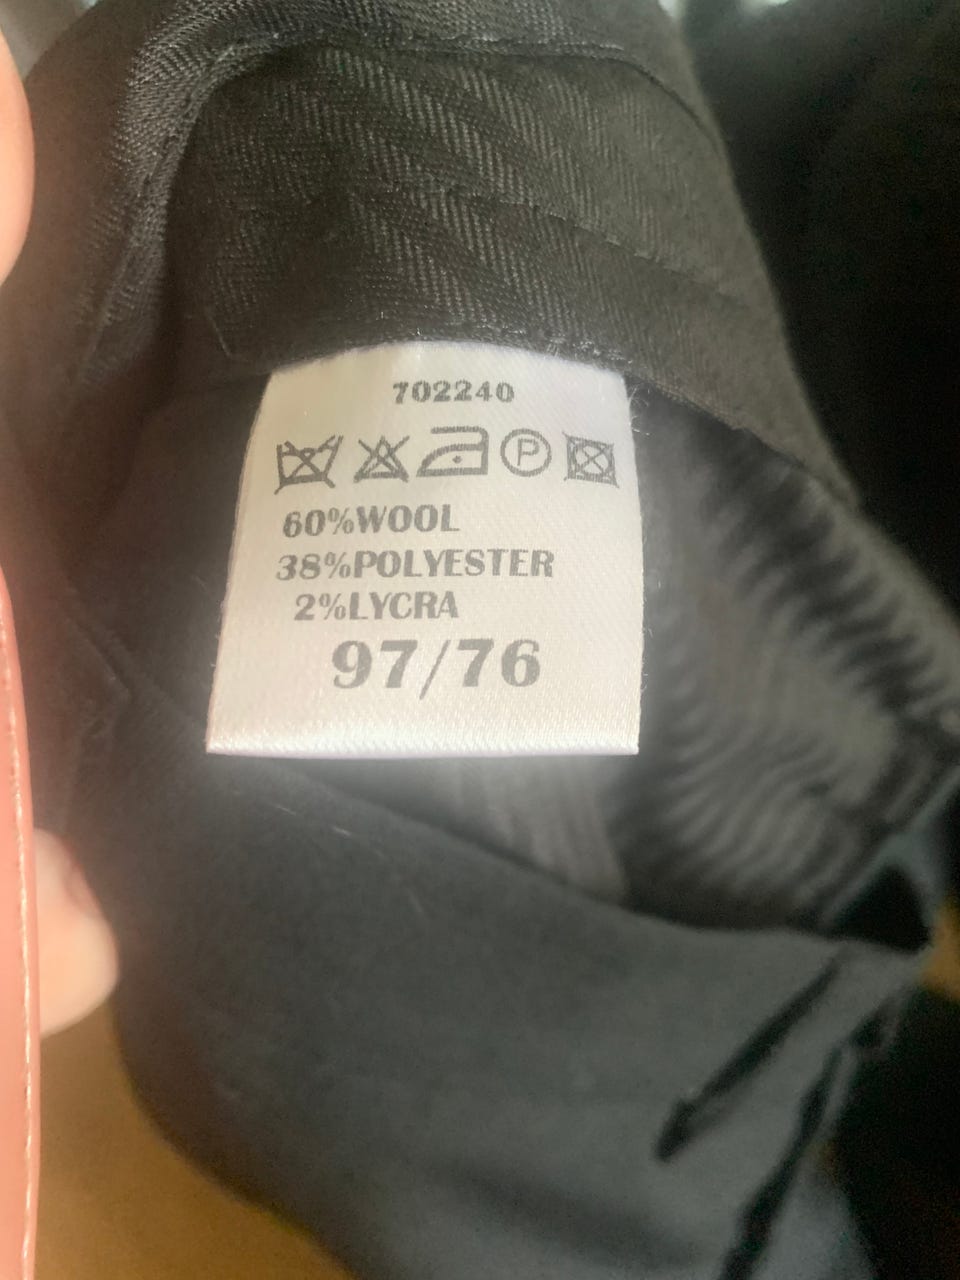 702240
P
60%WOOL
38%POLYESTER
2%LYCRA
97/76